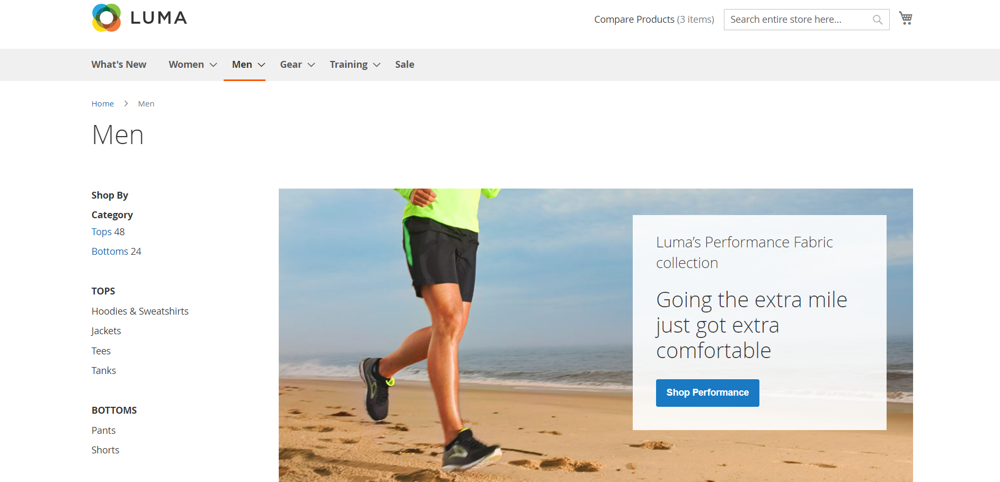 LUMA
Compare Products (3 items)
Search entire store here...
What's New
Women
Men
Gear
Training
Sale
Home
Men
Men
Shop By
Category
Tops 48
Bottoms 24
TOPS
Hoodies & Sweatshirts
Jackets
Tees
Tanks
BOTTOMS
Pants
Shorts
Luma’s Performance Fabric
collection
Going the extra mile
just got extra
comfortable
Shop Performance